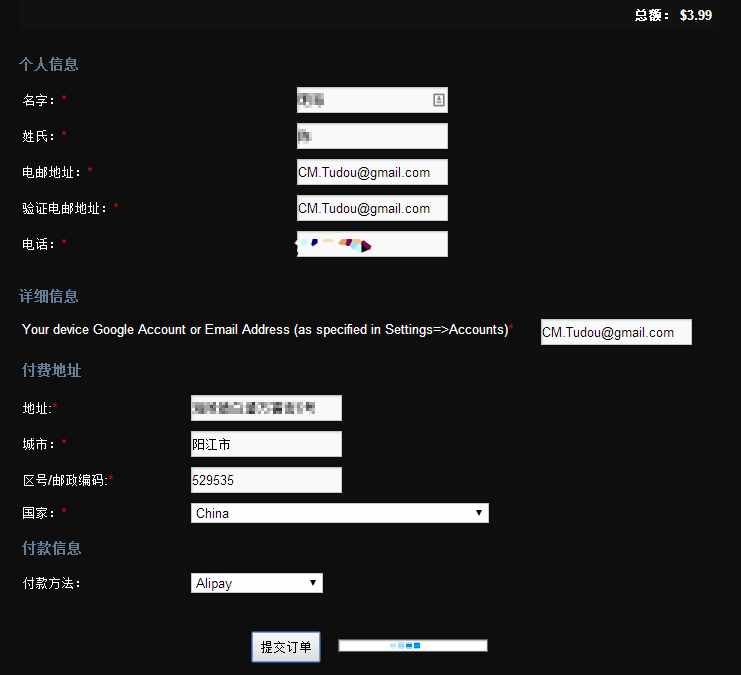 总额： $3.99
个人信息
名字：*
姓氏：*
电邮地址：* CM.Tudou@gmail.com
验证电邮地址：* CM.Tudou@gmail.com
电话：*
详细信息
Your device Google Account or Email Address (as specified in Settings=>Accounts)* CM.Tudou@gmail.com
付费地址
地址:*
城市：* 阳江市
区号/邮政编码:* 529535
国家：* China
付款信息
付款方法： Alipay
提交订单